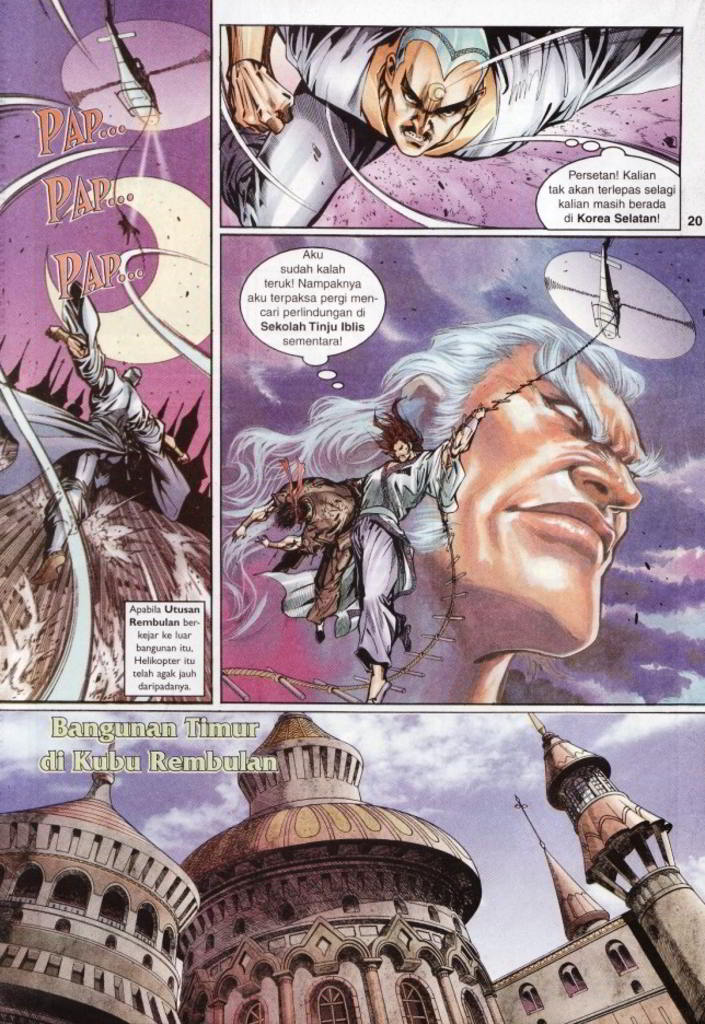 PAP...
PAP...
PAP...
Apabila Utusan
Rembulan ber-
kejar ke luar
bangunan itu,
Helikopter itu
telah agak jauh
daripadanya.
Persetan! Kalian
tak akan terlepas selagi
kalian masih berada
di Korea Selatan!
20
Aku
sudah kalah
teruk! Nampaknya
aku terpaksa pergi men-
cari perlindungan di
Sekolah Tinju Iblis
sementara!
Bangunan Timur
di Kubu Rembulan